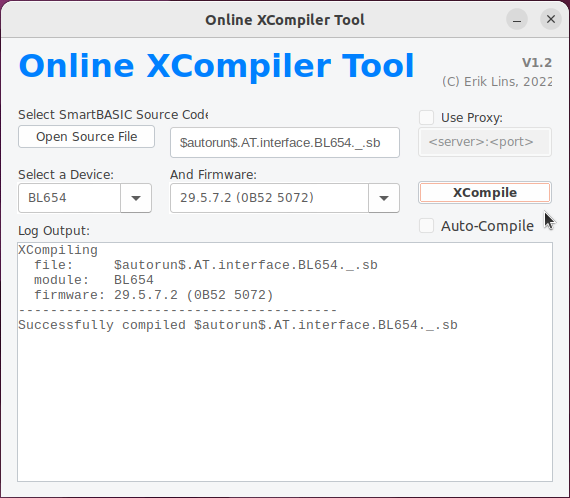 Online XCompiler Tool
Online XCompiler Tool
V1.2
(C) Erik Lins, 2022
Select SmartBASIC Source Code
Use Proxy:
Open Source File
$autorun$.AT.interface.BL654._.sb
<server>:<port>
Select a Device:
And Firmware:
BL654
29.5.7.2 (0B52 5072)
XCompile
Auto-Compile
Log Output:
XCompiling
file: $autorun$.AT.interface.BL654._.sb
module: BL654
firmware: 29.5.7.2 (0B52 5072)
----------------------------------------
Successfully compiled $autorun$.AT.interface.BL654._.sb